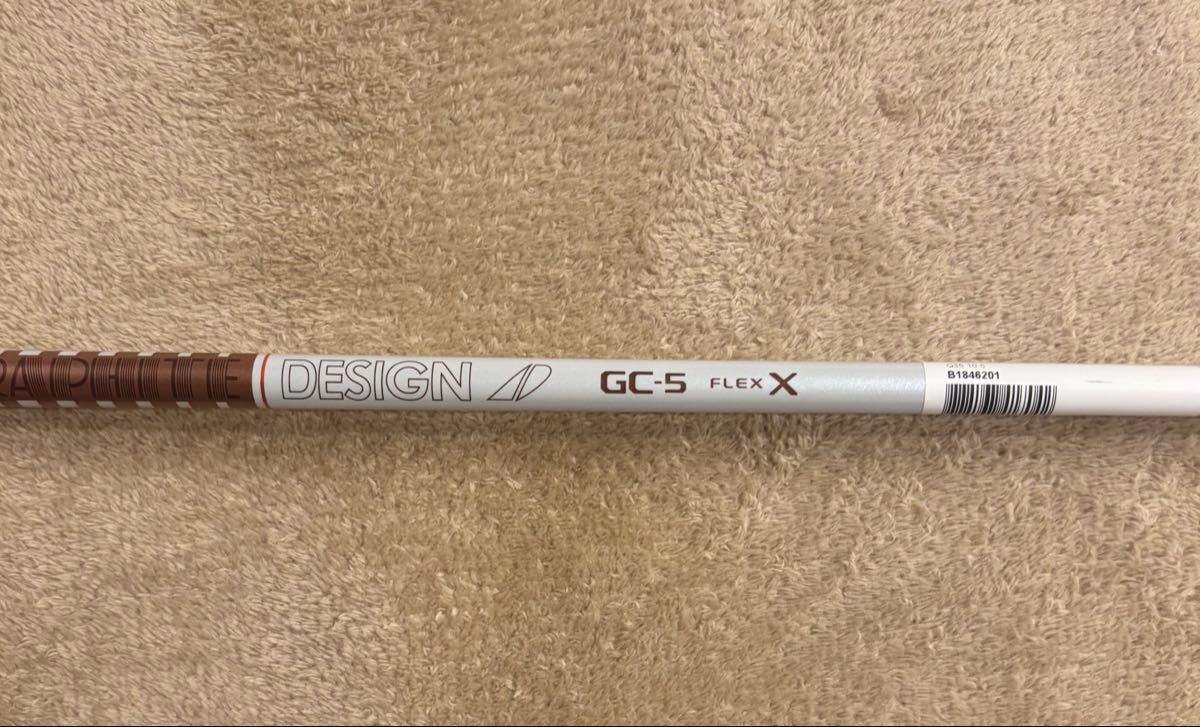 RAPHITE DESIGN GC-5 FLEX X
B1846201